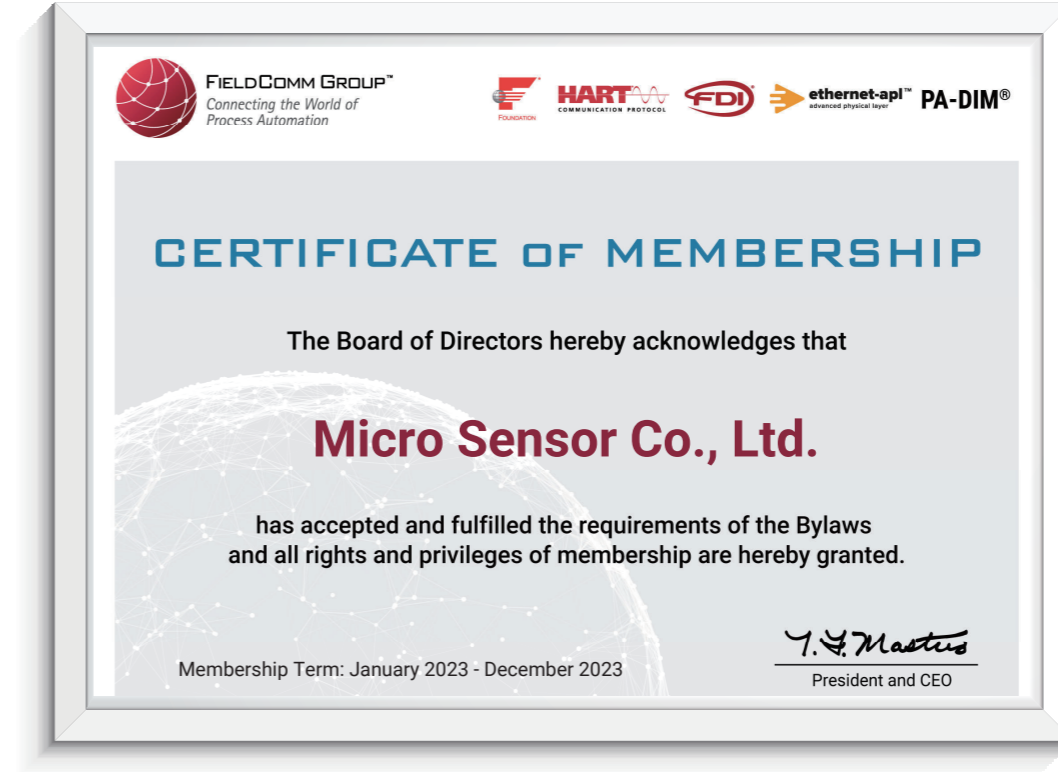 FIELDCOMM GROUP™
Connecting the World of
Process Automation
FOUNDATION
HART
COMMUNICATION PROTOCOL
FDI
ethernet-apl™
advanced physical layer
PA-DIM®
CERTIFICATE OF MEMBERSHIP
The Board of Directors hereby acknowledges that
Micro Sensor Co., Ltd.
has accepted and fulfilled the requirements of the Bylaws
and all rights and privileges of membership are hereby granted.
Membership Term: January 2023 - December 2023
President and CEO